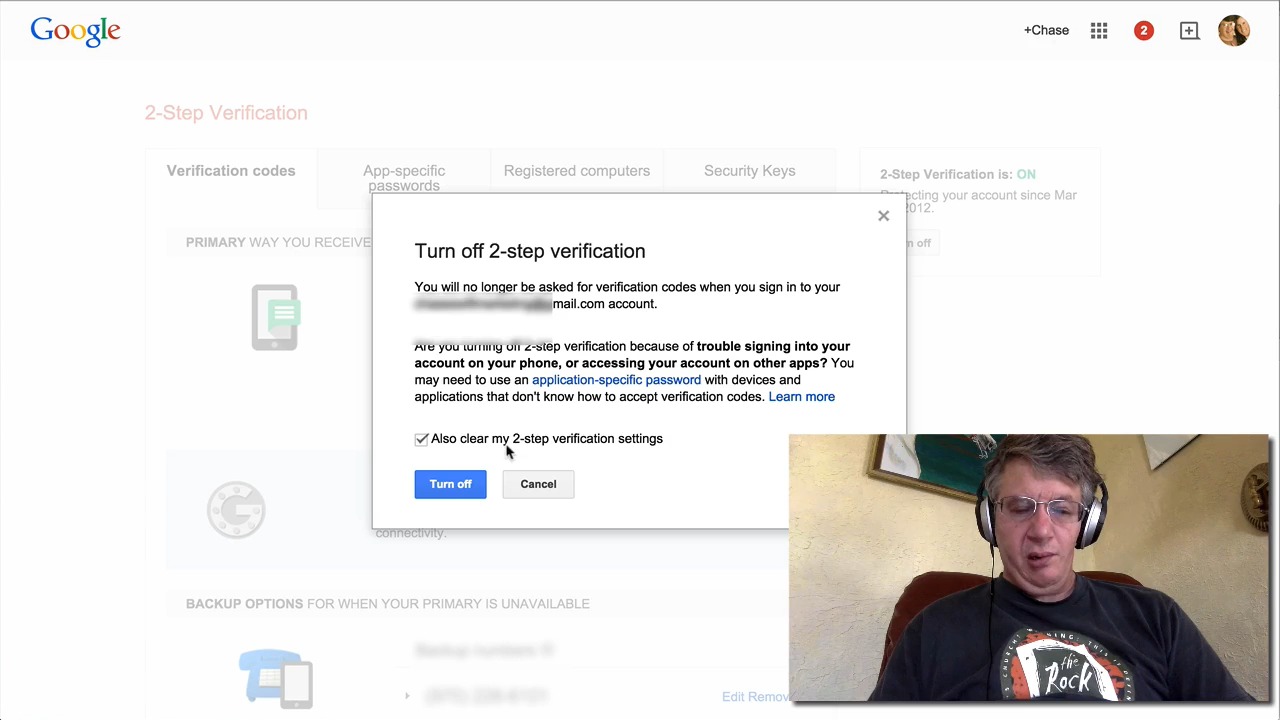 Google
+Chase
2
2-Step Verification
Verification codes
App-specific
passwords
Registered computers
Security Keys
2-Step Verification is: ON
Protecting your account since Mar
2012.
PRIMARY WAY YOU RECEIVE
Turn off 2-step verification
You will no longer be asked for verification codes when you sign in to your
mail.com account.
Are you turning off 2-step verification because of trouble signing into your
account on your phone, or accessing your account on other apps? You
may need to use an application-specific password with devices and
applications that don't know how to accept verification codes. Learn more
Also clear my 2-step verification settings
Turn off
Cancel
connectivity.
BACKUP OPTIONS FOR WHEN YOUR PRIMARY IS UNAVAILABLE
Backup numbers
Edit Remov
the
Rock